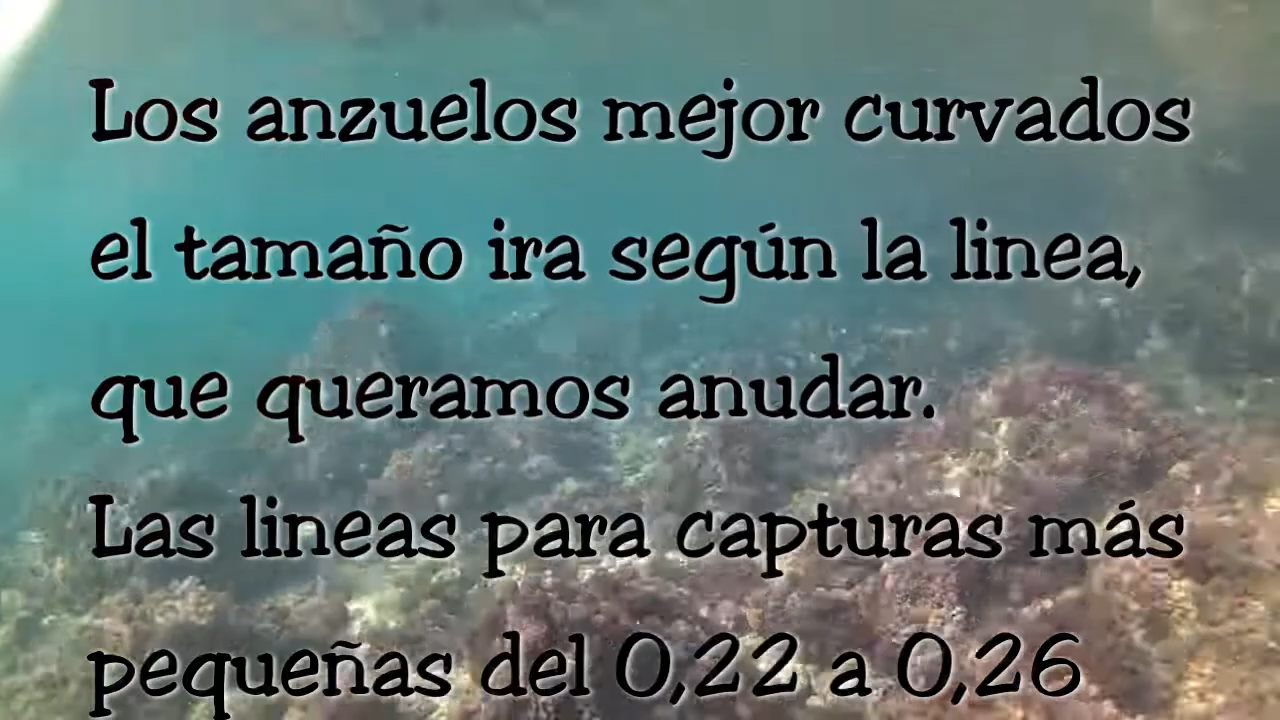 Los anzuelos mejor curvados
el tamaño ira según la linea,
que queramos anudar.
Las lineas para capturas más
pequeñas del 0,22 a 0,26